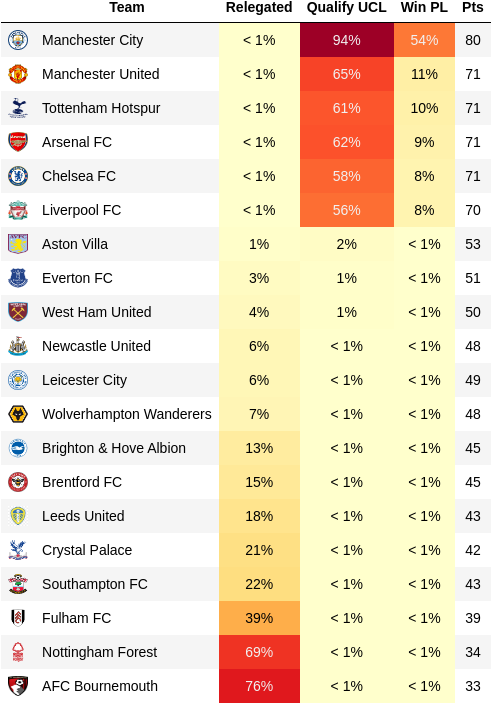 Team Relegated Qualify UCL Win PL Pts
Manchester City < 1% 94% 54% 80
Manchester United < 1% 65% 11% 71
Tottenham Hotspur < 1% 61% 10% 71
Arsenal FC < 1% 62% 9% 71
Chelsea FC < 1% 58% 8% 71
Liverpool FC < 1% 56% 8% 70
Aston Villa 1% 2% < 1% 53
Everton FC 3% 1% < 1% 51
West Ham United 4% 1% < 1% 50
Newcastle United 6% < 1% < 1% 48
Leicester City 6% < 1% < 1% 49
Wolverhampton Wanderers 7% < 1% < 1% 48
Brighton & Hove Albion 13% < 1% < 1% 45
Brentford FC 15% < 1% < 1% 45
Leeds United 18% < 1% < 1% 43
Crystal Palace 21% < 1% < 1% 42
Southampton FC 22% < 1% < 1% 43
Fulham FC 39% < 1% < 1% 39
Nottingham Forest 69% < 1% < 1% 34
AFC Bournemouth 76% < 1% < 1% 33